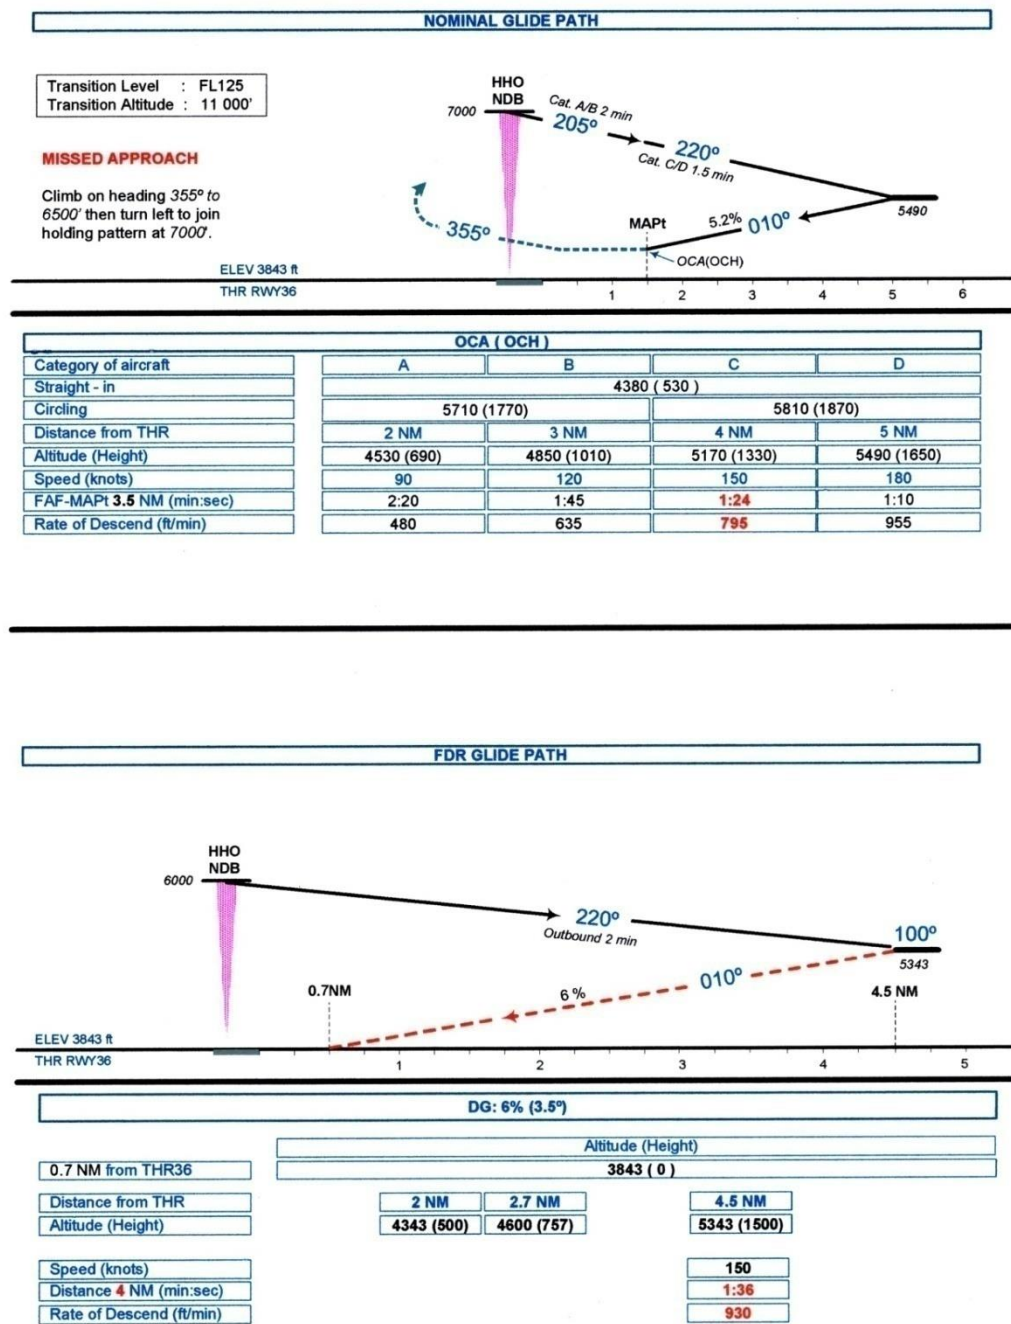 NOMINAL GLIDE PATH
Transition Level : FL125
Transition Altitude : 11 000'
MISSED APPROACH
Climb on heading 355º to
6500' then turn left to join
holding pattern at 7000'.
HHO
NDB
7000
Cat. A/B 2 min
205º
220º
Cat. C/D 1.5 min
5490
355º
MAPt
5.2%
010º
OCA(OCH)
ELEV 3843 ft
THR RWY36
1 2 3 4 5 6
OCA ( OCH )
Category of aircraft A B C D
Straight - in 4380 ( 530 )
Circling 5710 (1770) 5810 (1870)
Distance from THR 2 NM 3 NM 4 NM 5 NM
Altitude (Height) 4530 (690) 4850 (1010) 5170 (1330) 5490 (1650)
Speed (knots) 90 120 150 180
FAF-MAPt 3.5 NM (min:sec) 2:20 1:45 1:24 1:10
Rate of Descend (ft/min) 480 635 795 955
FDR GLIDE PATH
HHO
NDB
6000
220º
Outbound 2 min
100º
5343
0.7NM
6 %
010º
4.5 NM
ELEV 3843 ft
THR RWY36
1 2 3 4 5
DG: 6% (3.5º)
Altitude (Height)
0.7 NM from THR36 3843 ( 0 )
Distance from THR 2 NM 2.7 NM 4.5 NM
Altitude (Height) 4343 (500) 4600 (757) 5343 (1500)
Speed (knots) 150
Distance 4 NM (min:sec) 1:36
Rate of Descend (ft/min) 930